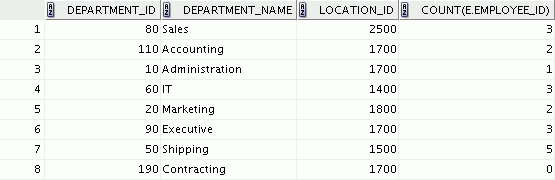 DEPARTMENT_ID DEPARTMENT_NAME LOCATION_ID COUNT(E.EMPLOYEE_ID)
1 80 Sales 2500 3
2 110 Accounting 1700 2
3 10 Administration 1700 1
4 60 IT 1400 3
5 20 Marketing 1800 2
6 90 Executive 1700 3
7 50 Shipping 1500 5
8 190 Contracting 1700 0